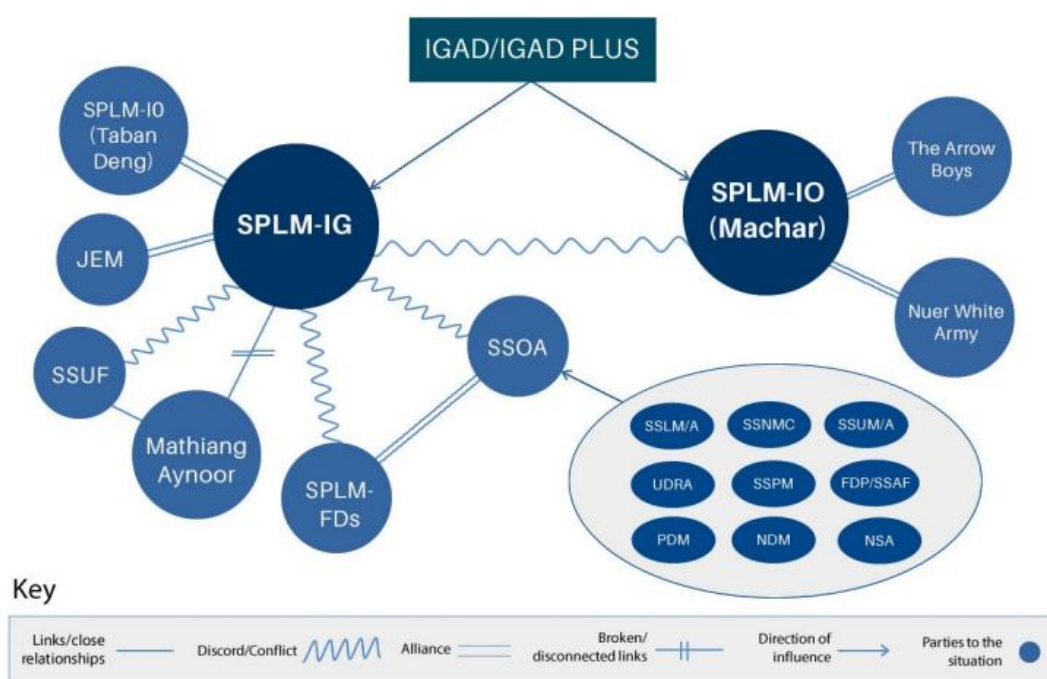 IGAD/IGAD PLUS
SPLM-I0
(Taban
Deng)
SPLM-IG
SPLM-IO
(Machar)
The Arrow
Boys
JEM
Nuer White
Army
SSUF
SSOA
Mathiang
Aynoor
SPLM-
FDs
SSLM/A SSNMC SSUM/A
UDRA SSPM FDP/SSAF
PDM NDM NSA
Key
Links/close
relationships
Discord/Conflict
Alliance
Broken/
disconnected links
Direction of
influence
Parties to the
situation